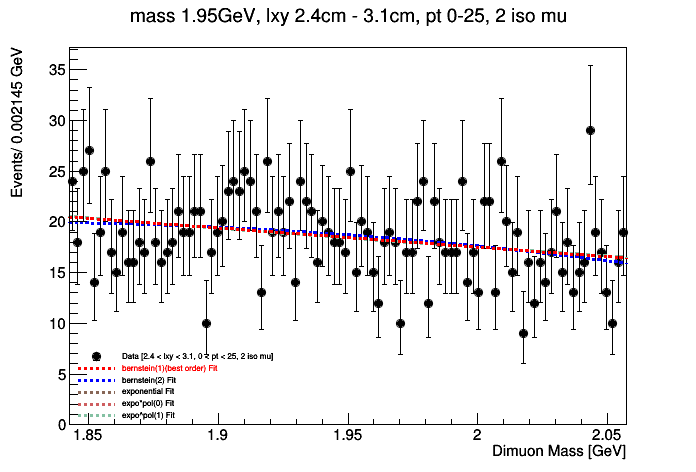 mass 1.95GeV, lxy 2.4cm - 3.1cm, pt 0-25, 2 iso mu
Events/ 0.002145 GeV
35
30
25
20
15
10
5
0
Data [2.4 < lxy < 3.1, 0 < pt < 25, 2 iso mu]
bernstein(1)(best order) Fit
bernstein(2) Fit
exponential Fit
expo*pol(0) Fit
expo*pol(1) Fit
1.85 1.9 1.95 2 2.05
Dimuon Mass [GeV]